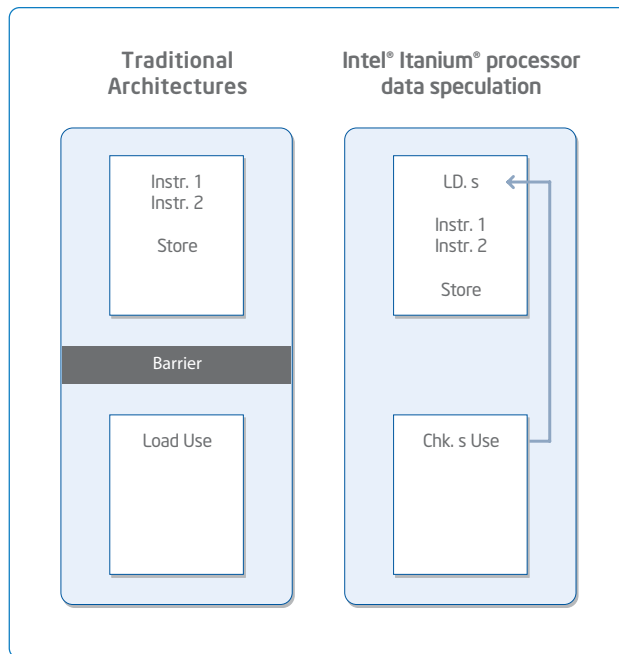 Traditional
Architectures
Instr. 1
Instr. 2
Store
Barrier
Load Use
Intel® Itanium® processor
data speculation
LD. s
Instr. 1
Instr. 2
Store
Chk. s Use